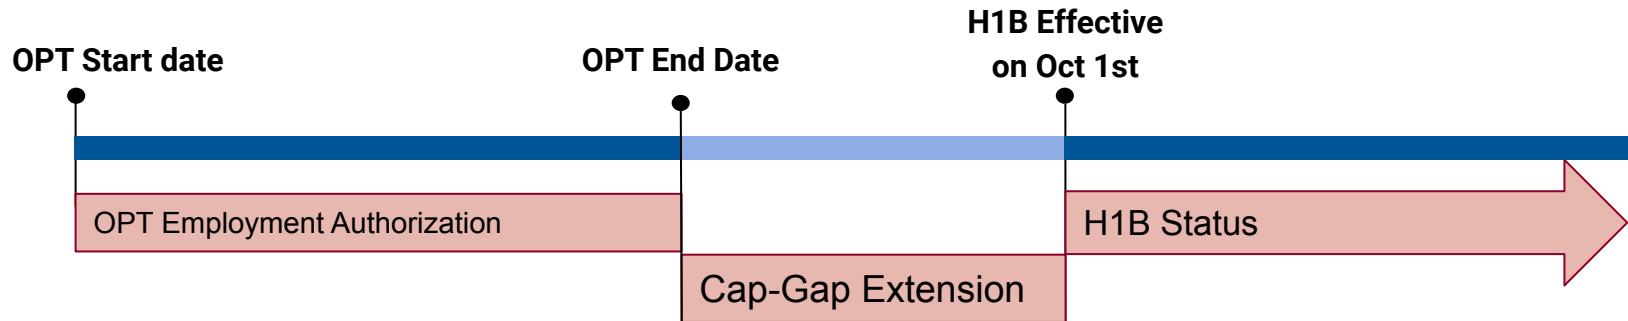 OPT Start date
OPT End Date
H1B Effective
on Oct 1st
OPT Employment Authorization
Cap-Gap Extension
H1B Status